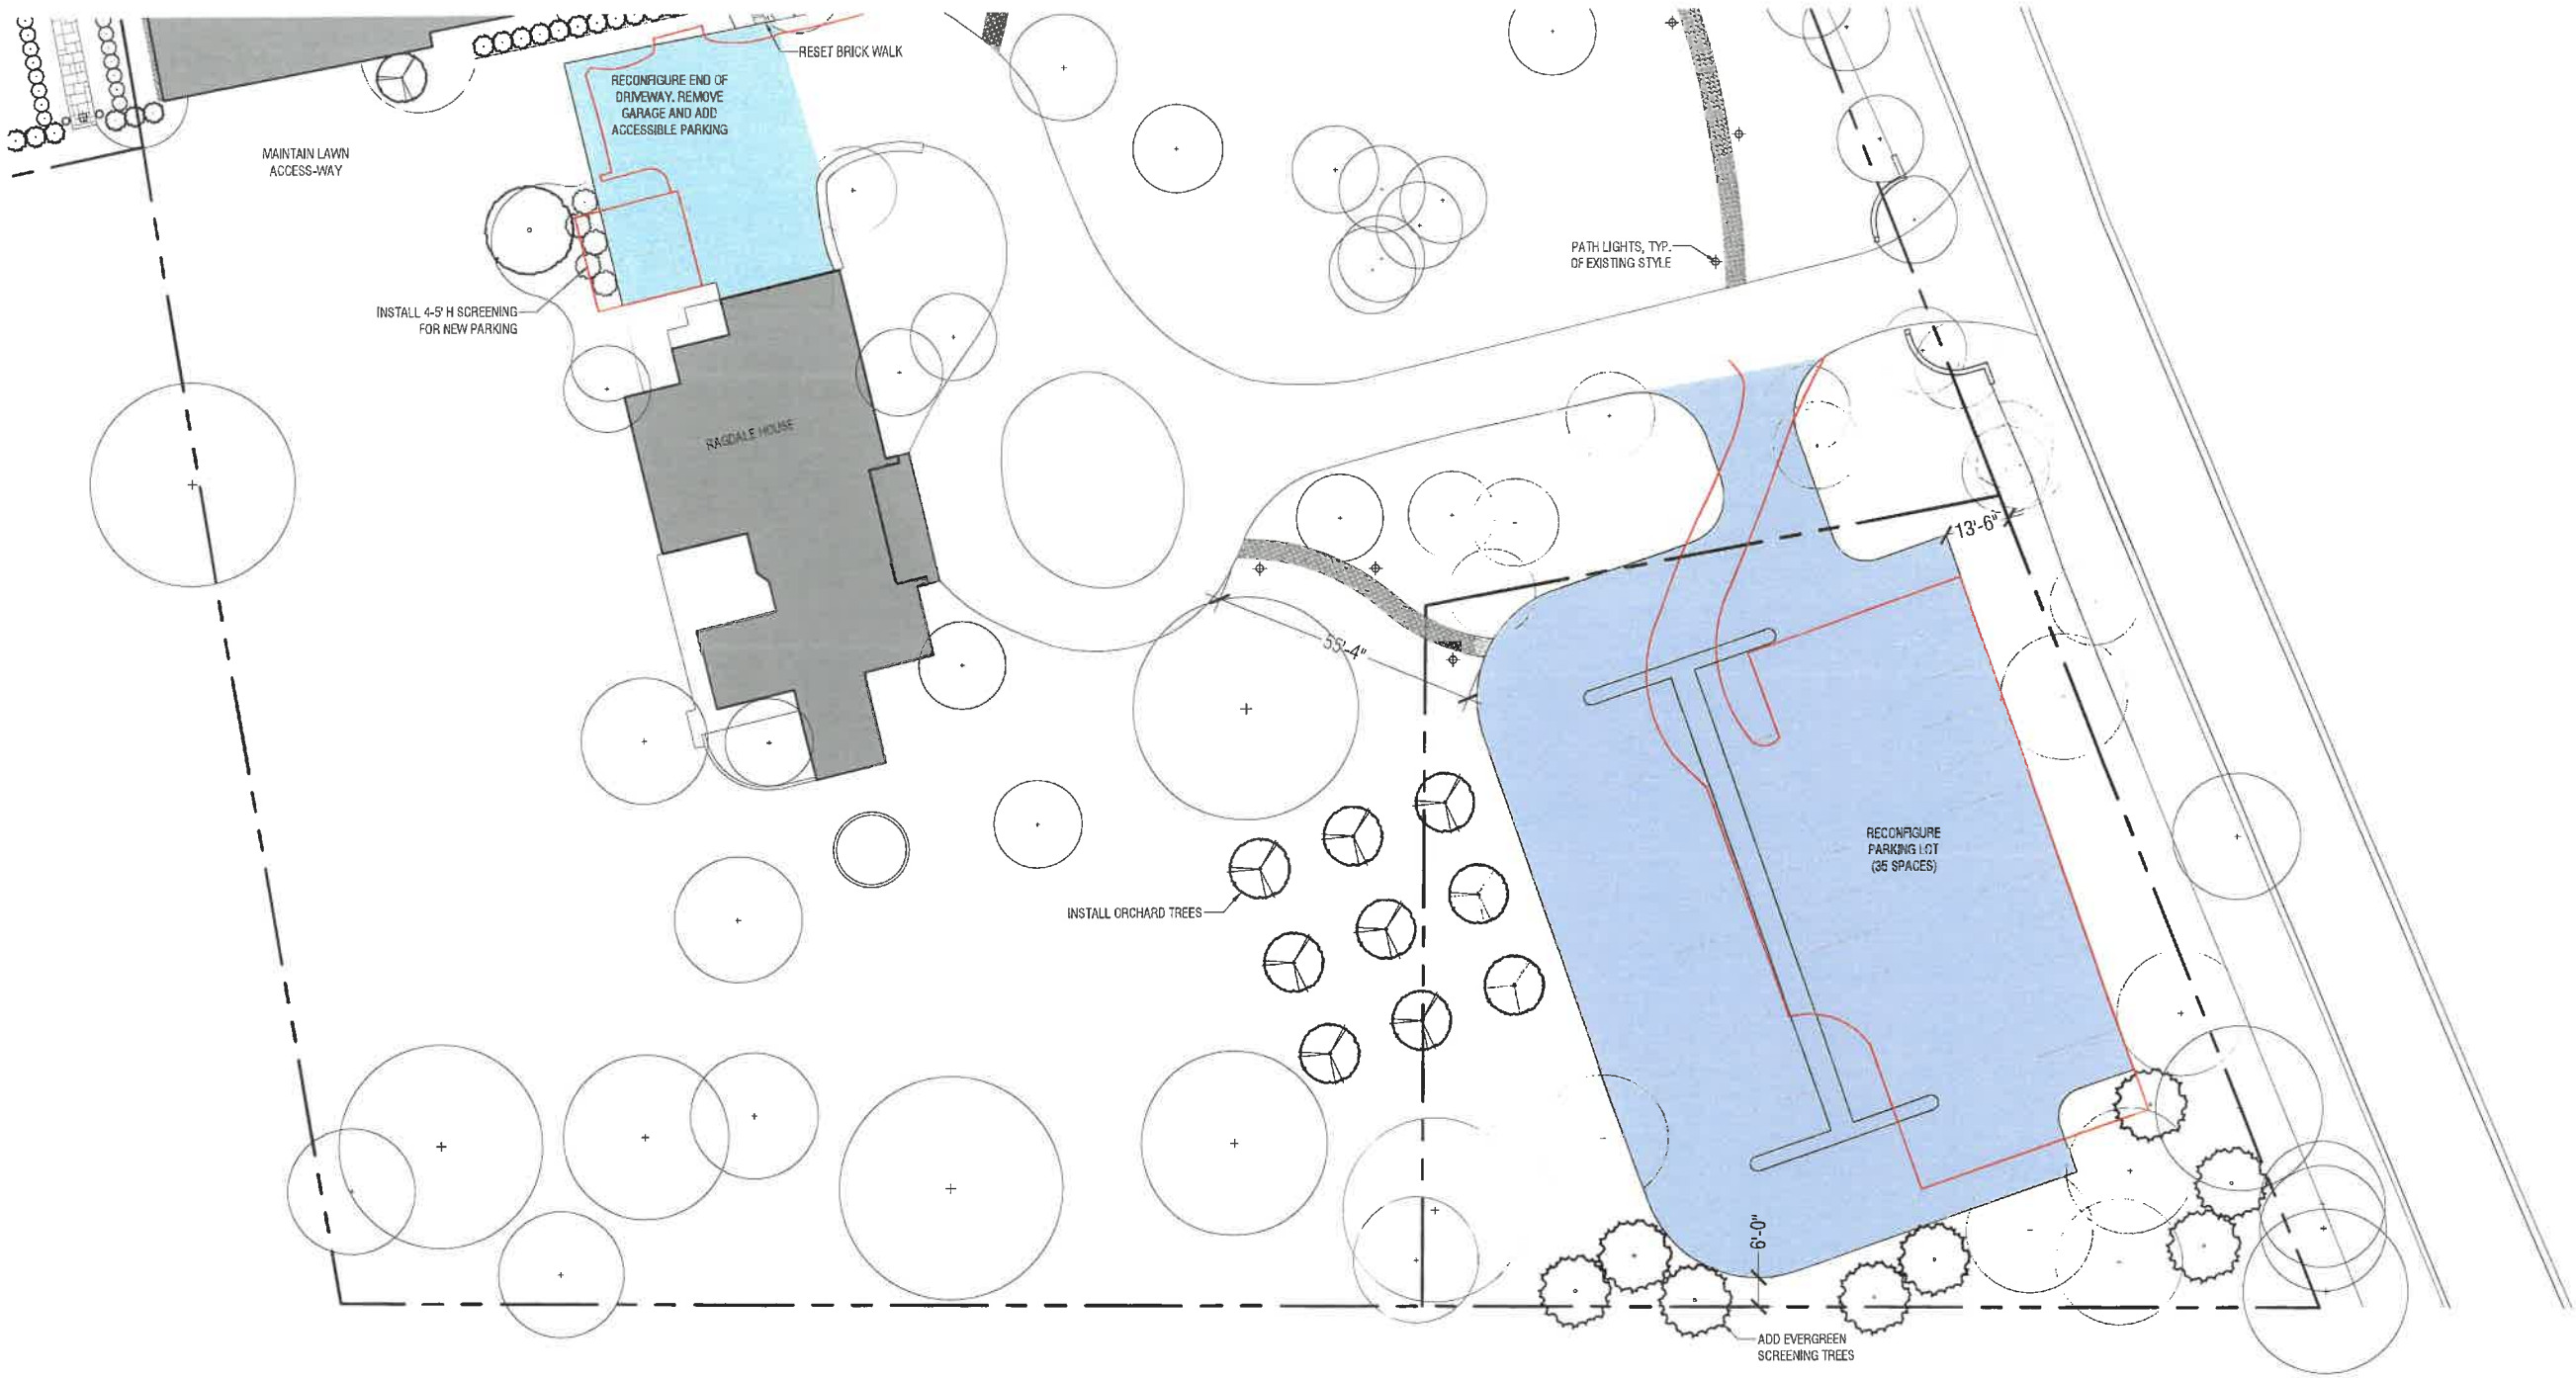 RESET BRICK WALK
RECONFIGURE END OF
DRIVEWAY. REMOVE
GARAGE AND ADD
ACCESSIBLE PARKING
MAINTAIN LAWN
ACCESS-WAY
PATH LIGHTS, TYP.
OF EXISTING STYLE
INSTALL 4-5' H SCREENING
FOR NEW PARKING
RAGDALE HOUSE
13'-6"
55'-4"
RECONFIGURE
PARKING LOT
(35 SPACES)
INSTALL ORCHARD TREES
6'-0"
ADD EVERGREEN
SCREENING TREES